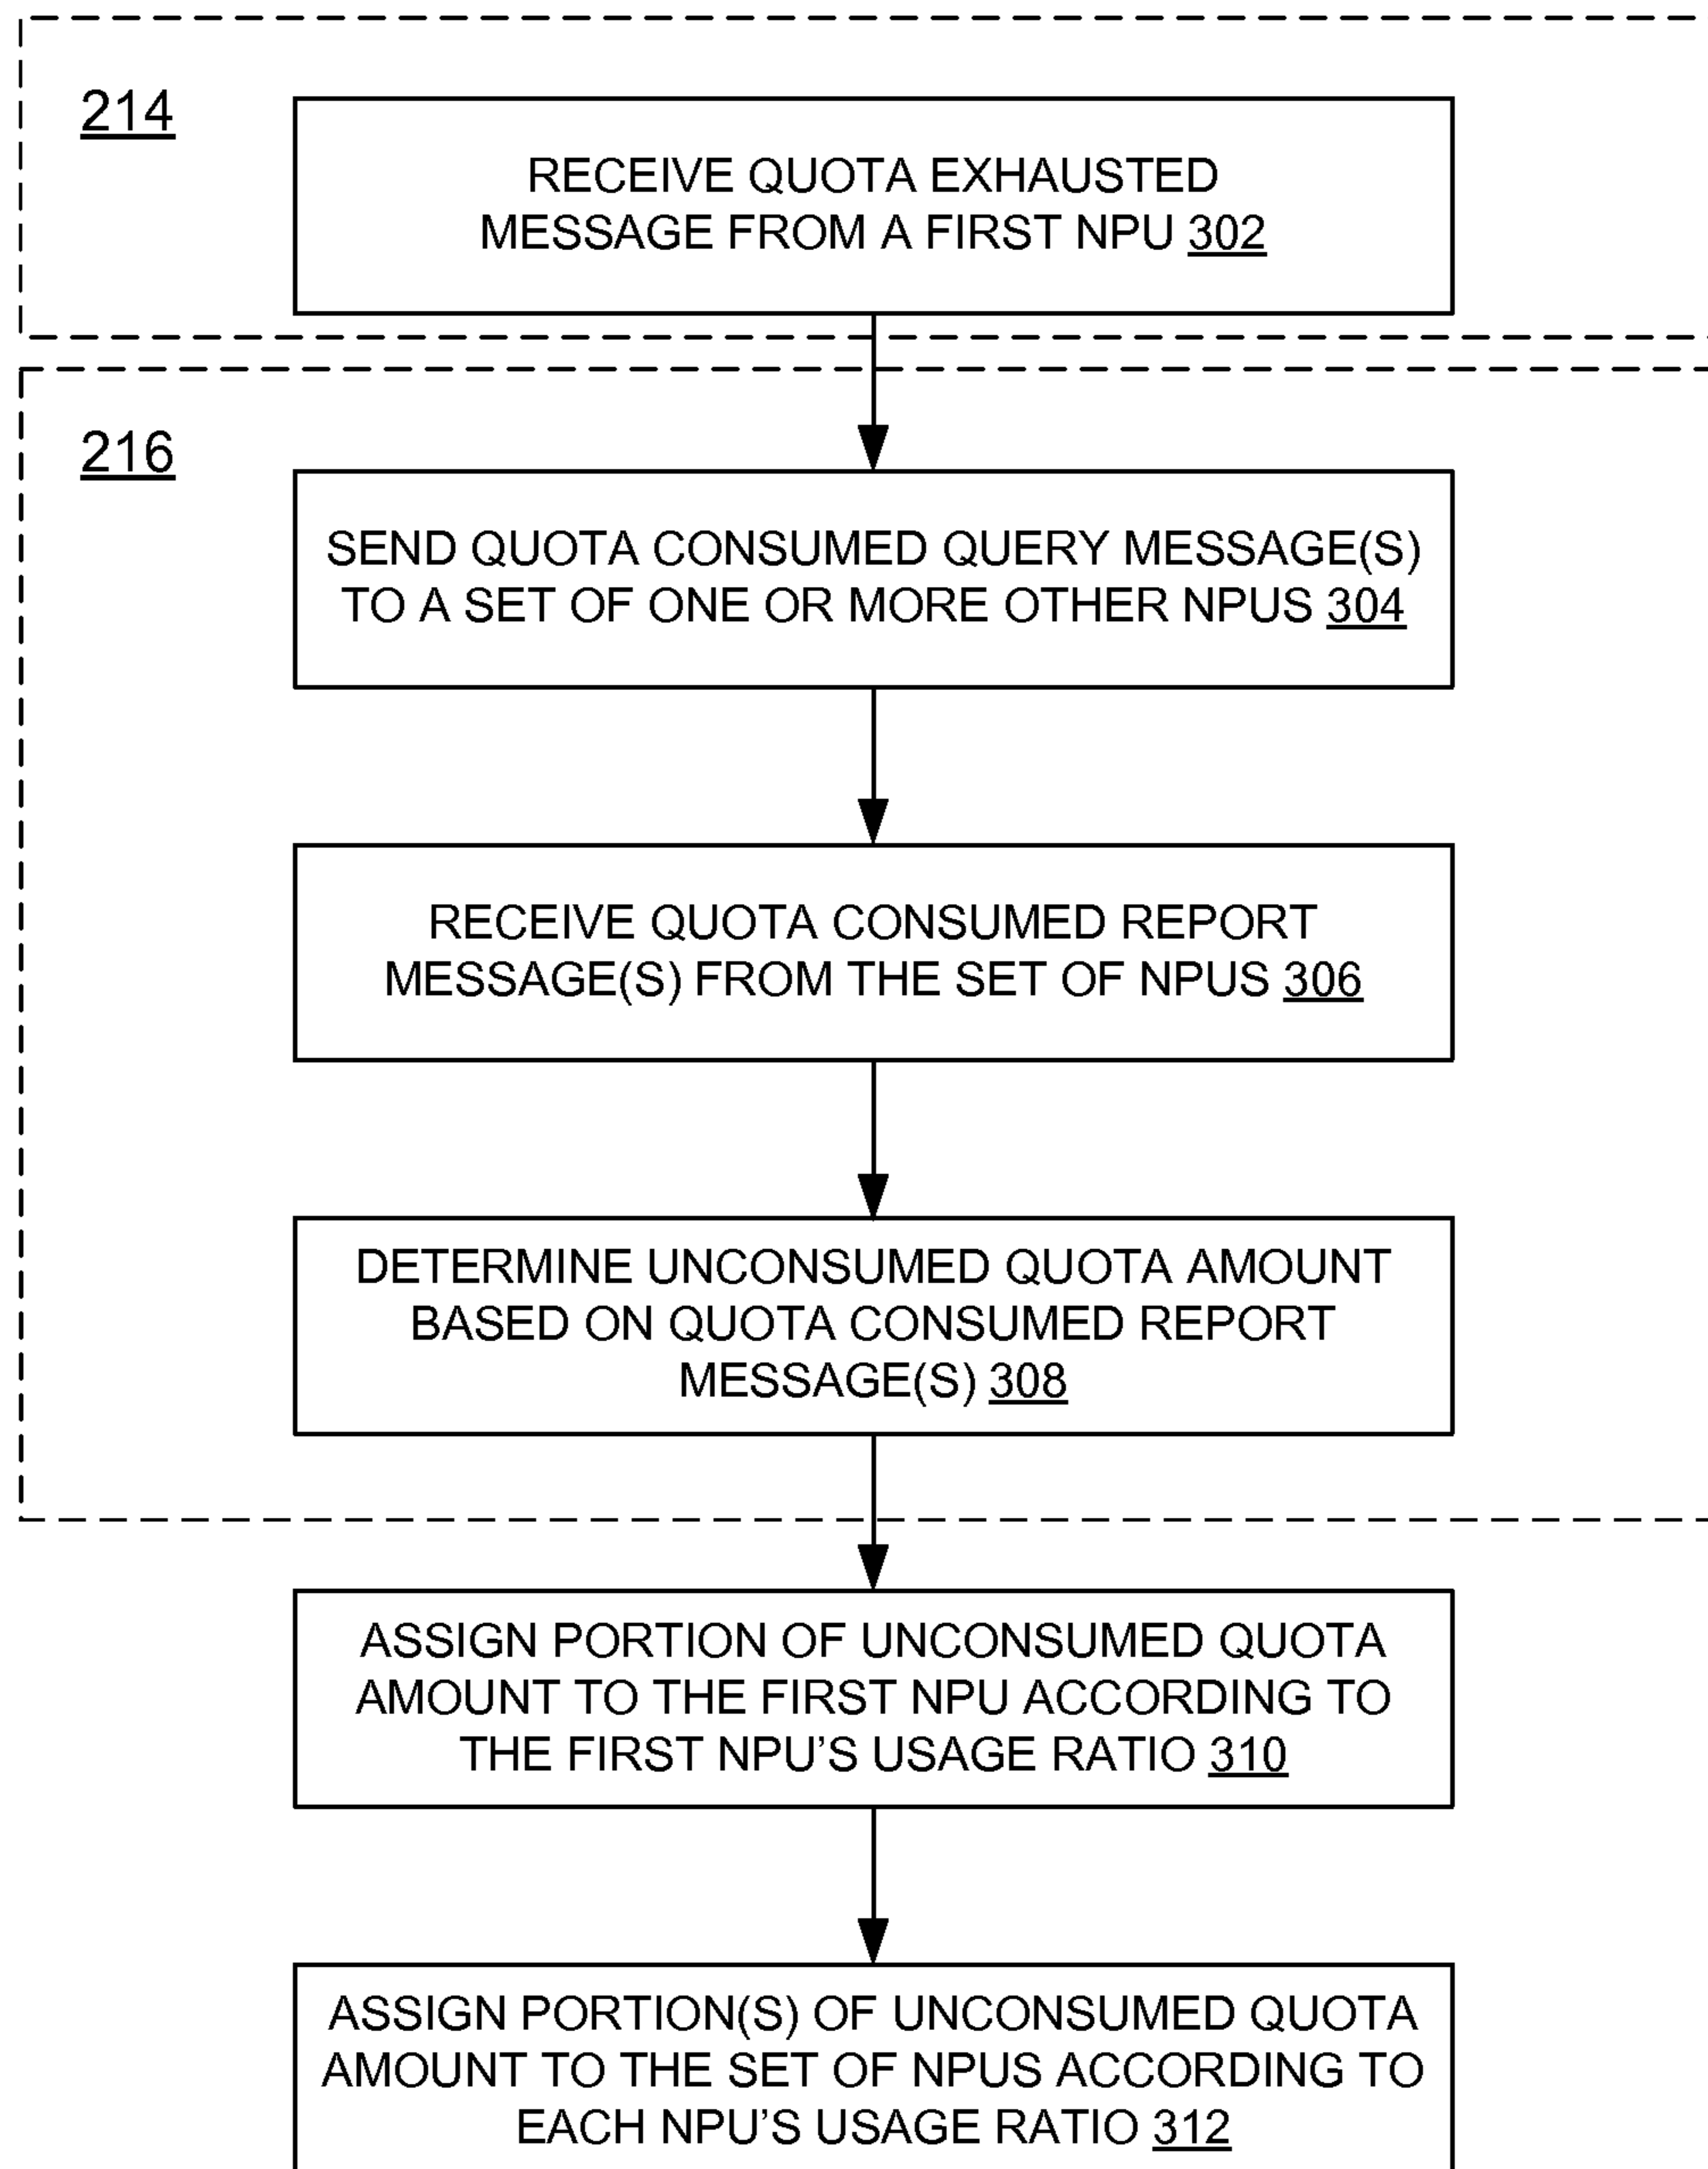 214
RECEIVE QUOTA EXHAUSTED
MESSAGE FROM A FIRST NPU 302
216
SEND QUOTA CONSUMED QUERY MESSAGE(S)
TO A SET OF ONE OR MORE OTHER NPUS 304
RECEIVE QUOTA CONSUMED REPORT
MESSAGE(S) FROM THE SET OF NPUS 306
DETERMINE UNCONSUMED QUOTA AMOUNT
BASED ON QUOTA CONSUMED REPORT
MESSAGE(S) 308
ASSIGN PORTION OF UNCONSUMED QUOTA
AMOUNT TO THE FIRST NPU ACCORDING TO
THE FIRST NPU’S USAGE RATIO 310
ASSIGN PORTION(S) OF UNCONSUMED QUOTA
AMOUNT TO THE SET OF NPUS ACCORDING TO
EACH NPU’S USAGE RATIO 312